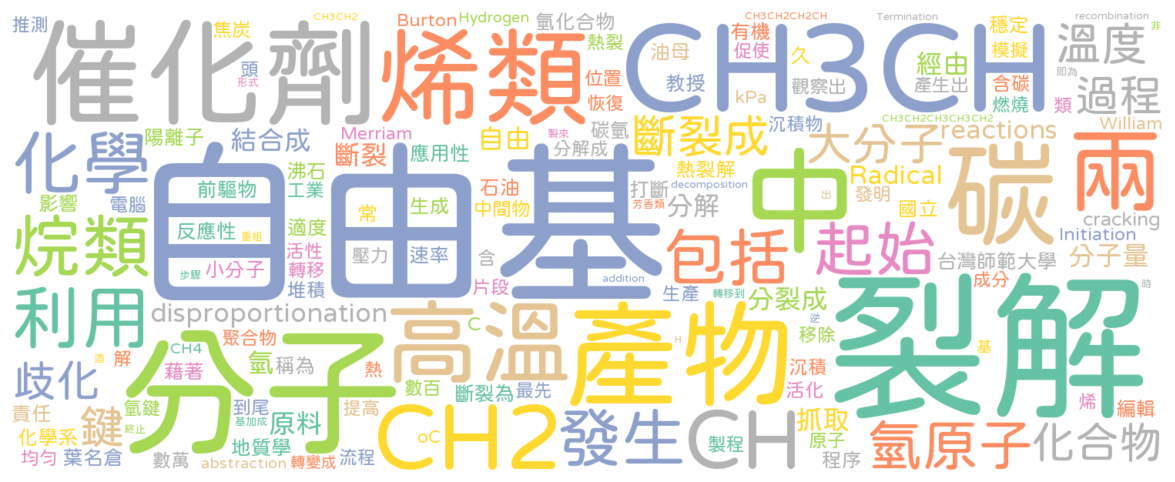 推測
焦炭
CH3CH2
Burton
Hydrogen
氫化合物
有機
CH3CH2CH2CH
Termination
穩定
recombination
非
催化劑
頭
形式
烯類
熱裂
油母
促使
久
模擬
溫度
位置
CH3CH
教授
觀察出
經由
產生出
含碳
即為
恢復
kPa
燃燒
類
過程
陽離子
結合成
Merriam
自由
製來
碳氫
斷裂成
沉積物
CH3CH2CH3CH3CH2
大分子
reactions
William
化學
斷裂
應用性
分解成
熱裂解
Radical
碳
兩
自由基
中
前驅物
沸石
工業
石油
中間物
打斷
decomposition
發明
影響
電腦
常
生成
芳香類
分解
出
國立
cracking
烷類
反應性
重組
適度
包括
起始
Initiation
步驟
小分子
活性
轉移
壓力
速率
含
台灣師範大學
分子量
堆積
片段
addition
生產
轉移到
分裂成
成分
時
利用
disproportionation
高溫
產物
逆
移除
裂解
C
H
基
聚合物
造
解
CH4
氫
稱為
分子
歧化
藉著
熱
數百
斷裂為
最先
沉積
活化
烯
責任
氫鍵
鍵
到尾
原料
提高
CH2
oC
發生
CH
抓取
編輯
化學系
終止
基加成
地質學
製程
原子
氫原子
化合物
均勻
葉名倉
數萬
abstraction
轉變成
流程
程序